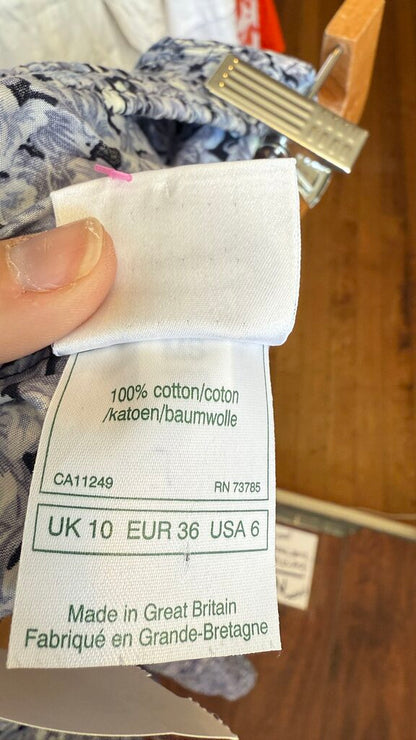 100% cotton/coton
/katoen/baumwolle
CA11249
RN 73785
UK 10 EUR 36 USA 6
Made in Great Britain
Fabriqué en Grande-Bretagne